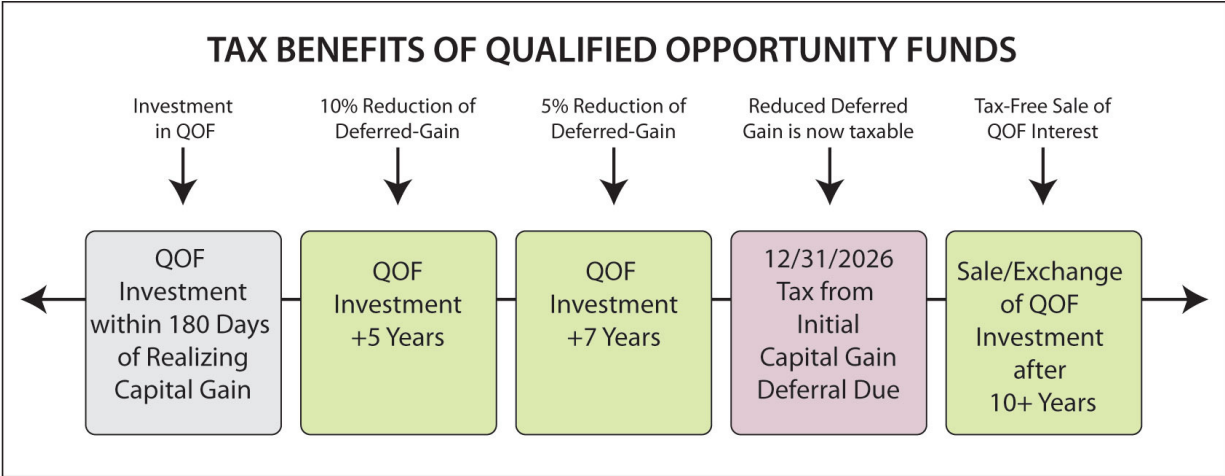 TAX BENEFITS OF QUALIFIED OPPORTUNITY FUNDS
Investment
in QOF
10% Reduction of
Deferred-Gain
5% Reduction of
Deferred-Gain
Reduced Deferred
Gain is now taxable
Tax-Free Sale of
QOF Interest
QOF
Investment
within 180 Days
of Realizing
Capital Gain
QOF
Investment
+5 Years
QOF
Investment
+7 Years
12/31/2026
Tax from
Initial
Capital Gain
Deferral Due
Sale/Exchange
of QOF
Investment
after
10+ Years